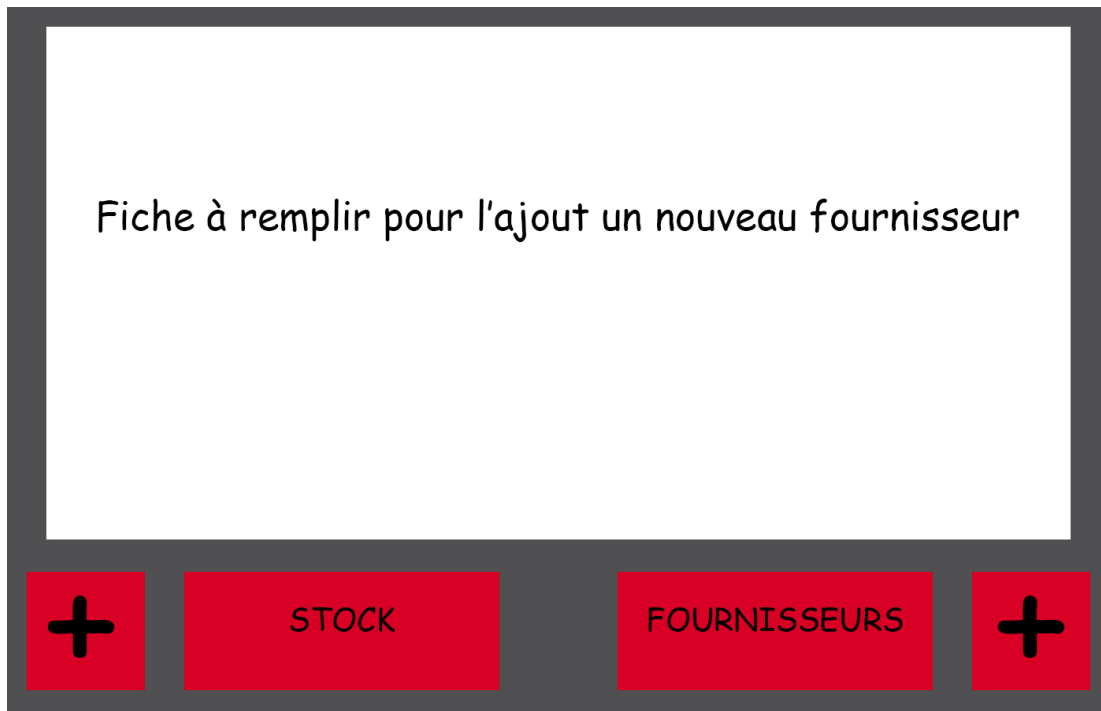 Fiche à remplir pour l’ajout un nouveau fournisseur
+ STOCK FOURNISSEURS +